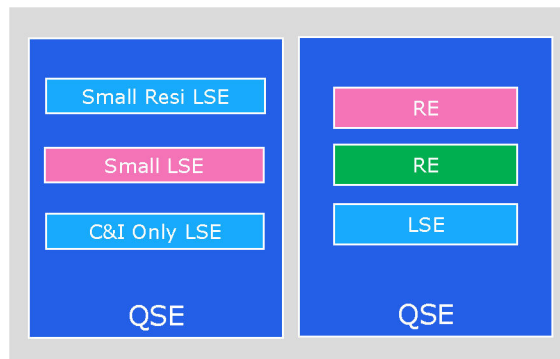 Small Resi LSE
Small LSE
C&I Only LSE
QSE
RE
RE
LSE
QSE